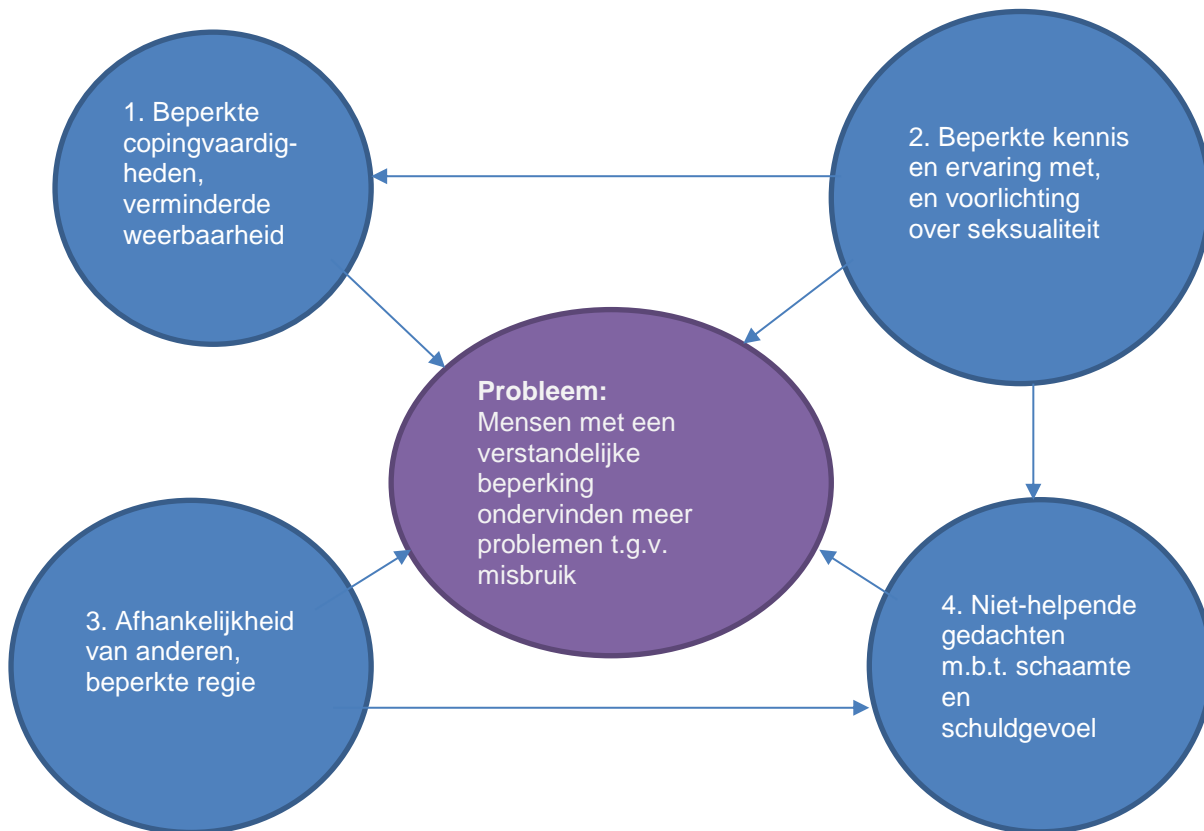 1. Beperkte
copingvaardig-
heden,
verminderde
weerbaarheid
2. Beperkte kennis
en ervaring met,
en voorlichting
over seksualiteit
Probleem:
Mensen met een
verstandelijke
beperking
ondervinden meer
problemen t.g.v.
misbruik
3. Afhankelijkheid
van anderen,
beperkte regie
4. Niet-helpende
gedachten
m.b.t. schaamte
en
schuldgevoel